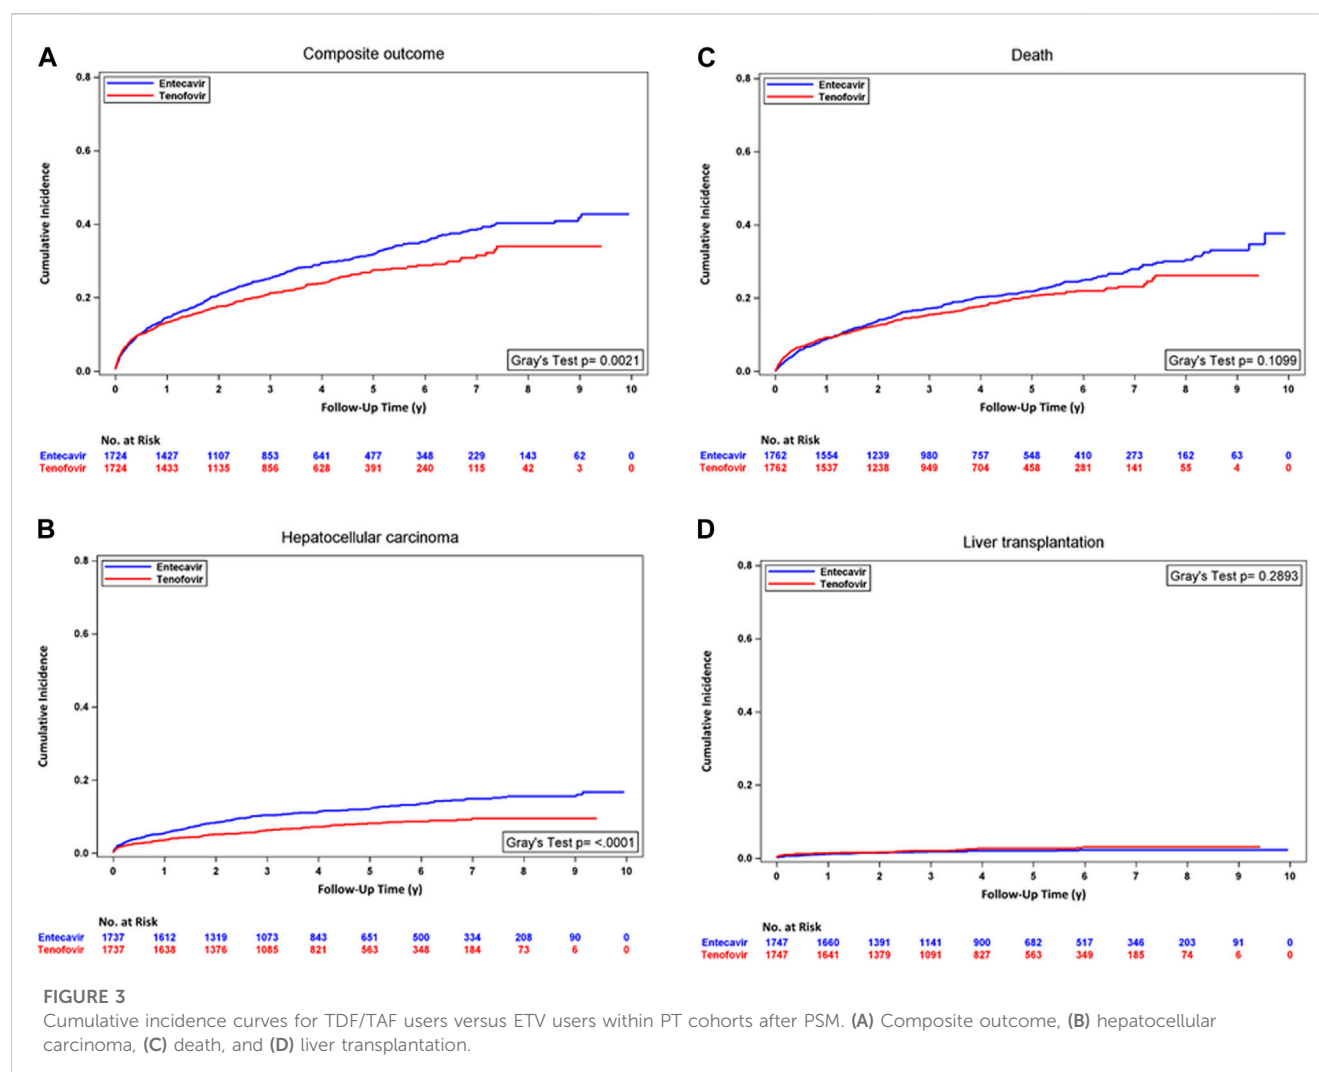 A
Composite outcome
Entecavir
Tenofovir
Cumulative Inicidence
0.8
0.6
0.4
0.2
0.0
Gray's Test p= 0.0021
0 1 2 3 4 5 6 7 8 9 10
Follow-Up Time (y)
No. at Risk
Entecavir 1724 1427 1107 853 641 477 348 229 143 62 0
Tenofovir 1724 1433 1135 856 628 391 240 115 42 3 0
C
Death
Entecavir
Tenofovir
Cumulative Inicidence
0.8
0.6
0.4
0.2
0.0
Gray's Test p= 0.1099
0 1 2 3 4 5 6 7 8 9 10
Follow-Up Time (y)
No. at Risk
Entecavir 1762 1554 1239 980 757 548 410 273 162 63 0
Tenofovir 1762 1537 1238 949 704 458 281 141 55 4 0
B
Hepatocellular carcinoma
Entecavir
Tenofovir
Cumulative Inicidence
0.8
0.6
0.4
0.2
0.0
Gray's Test p= <.0001
0 1 2 3 4 5 6 7 8 9 10
Follow-Up Time (y)
No. at Risk
Entecavir 1737 1612 1319 1073 843 651 500 334 208 90 0
Tenofovir 1737 1638 1376 1085 821 563 348 184 73 6 0
D
Liver transplantation
Entecavir
Tenofovir
Gray's Test p= 0.2893
Cumulative Inicidence
0.8
0.6
0.4
0.2
0.0
0 1 2 3 4 5 6 7 8 9 10
Follow-Up Time (y)
No. at Risk
Entecavir 1747 1660 1391 1141 900 682 517 346 203 91 0
Tenofovir 1747 1641 1379 1091 827 563 349 185 74 6 0
FIGURE 3
Cumulative incidence curves for TDF/TAF users versus ETV users within PT cohorts after PSM. (A) Composite outcome, (B) hepatocellular
carcinoma, (C) death, and (D) liver transplantation.